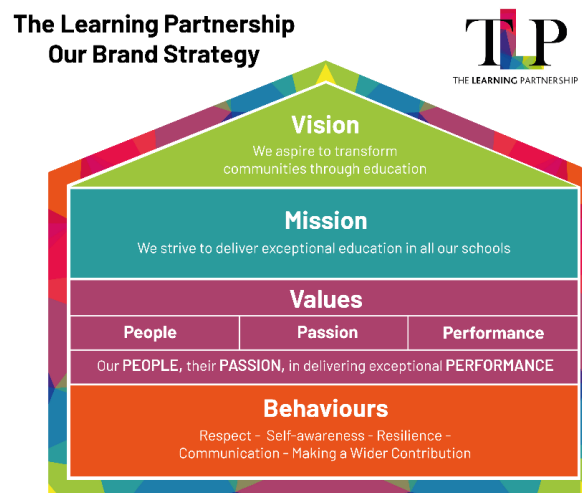 The Learning Partnership
Our Brand Strategy
TLP
THE LEARNING PARTNERSHIP
Vision
We aspire to transform
communities through education
Mission
We strive to deliver exceptional education in all our schools
Values
People Passion Performance
Our PEOPLE, their PASSION, in delivering exceptional PERFORMANCE
Behaviours
Respect - Self-awareness - Resilience -
Communication - Making a Wider Contribution